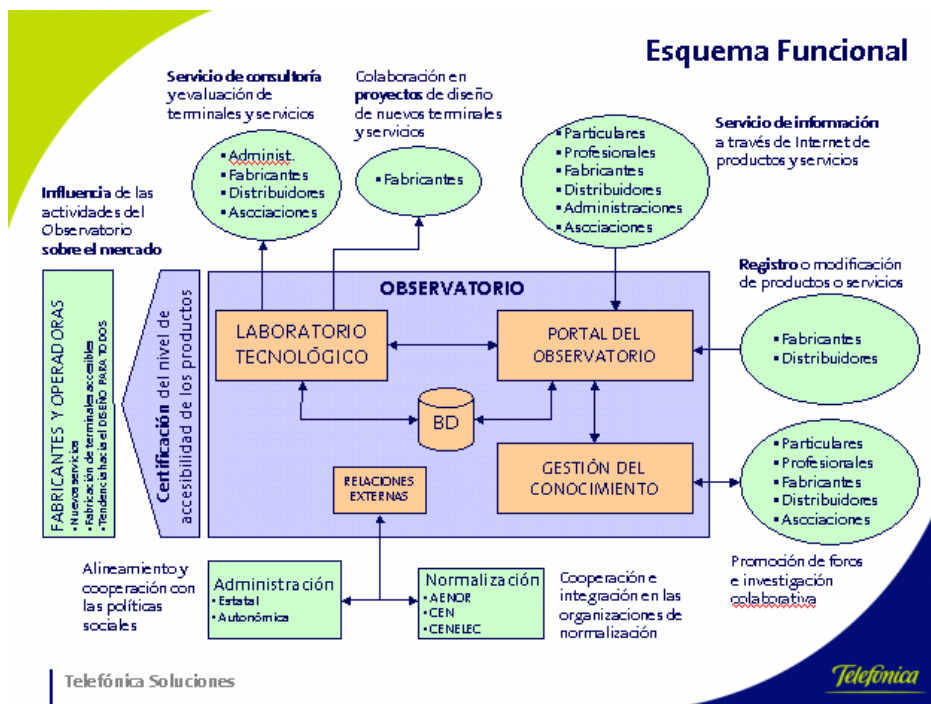 Esquema Funcional
Servicio de consultoría
y evaluación de
terminales y servicios
Colaboración en
proyectos de diseño
de nuevos terminales
y servicios
Servicio de información
a través de Internet de
productos y servicios
▪ Administ.
▪ Fabricantes
▪ Distribuidores
▪ Asociaciones
▪ Fabricantes
▪ Particulares
▪ Profesionales
▪ Fabricantes
▪ Distribuidores
▪ Administraciones
▪ Asociaciones
Influencia de las
actividades del
Observatorio
sobre el mercado
Registro o modificación
de productos o servicios
▪ Fabricantes
▪ Distribuidores
FABRICANTES Y OPERADORAS
▪ Nuevos servicios
▪ Fabricación de terminales accesibles
▪ Tendencia hacia el DISEÑO PARA TODOS
Certificación del nivel de
accesibilidad de los productos
OBSERVATORIO
LABORATORIO
TECNOLÓGICO
PORTAL DEL
OBSERVATORIO
BD
GESTIÓN DEL
CONOCIMIENTO
RELACIONES
EXTERNAS
▪ Particulares
▪ Profesionales
▪ Fabricantes
▪ Distribuidores
▪ Asociaciones
Promoción de foros
e investigación
colaborativa
Alineamiento y
cooperación con
las políticas
sociales
Administración
▪ Estatal
▪ Autonómica
Normalización
▪ AENOR
▪ CEN
▪ CENELEC
Cooperación e
integración en las
organizaciones de
normalización
Telefónica Soluciones
Telefónica